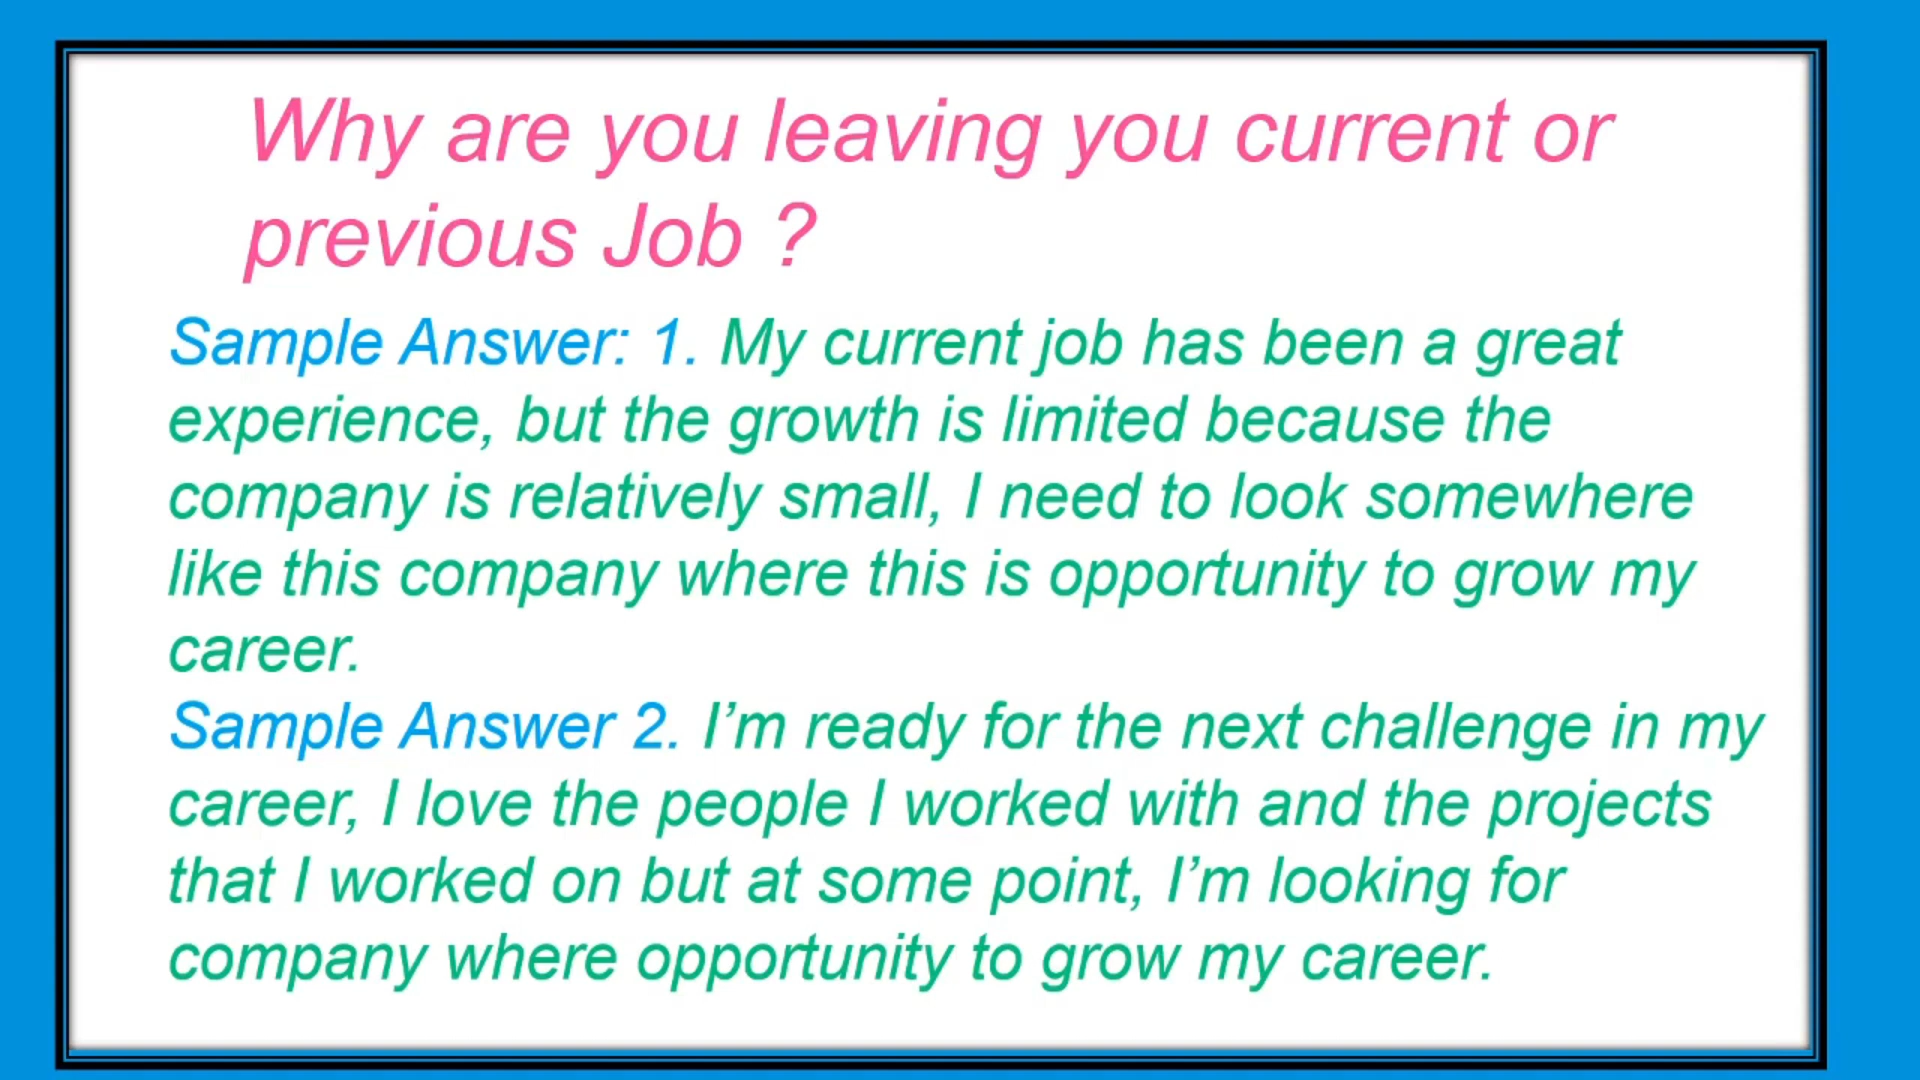 Why are you leaving you current or
previous Job ?
Sample Answer: 1. My current job has been a great
experience, but the growth is limited because the
company is relatively small, I need to look somewhere
like this company where this is opportunity to grow my
career.
Sample Answer 2. I’m ready for the next challenge in my
career, I love the people I worked with and the projects
that I worked on but at some point, I’m looking for
company where opportunity to grow my career.